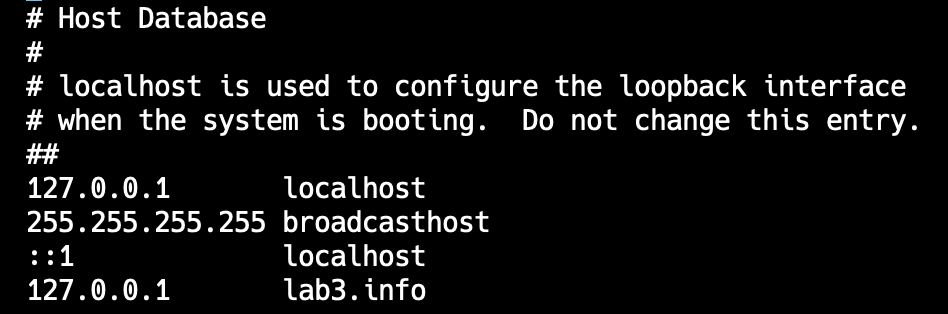 # Host Database
#
# localhost is used to configure the loopback interface
# when the system is booting.  Do not change this entry.
##
127.0.0.1       localhost
255.255.255.255 broadcasthost
::1             localhost
127.0.0.1       lab3.info